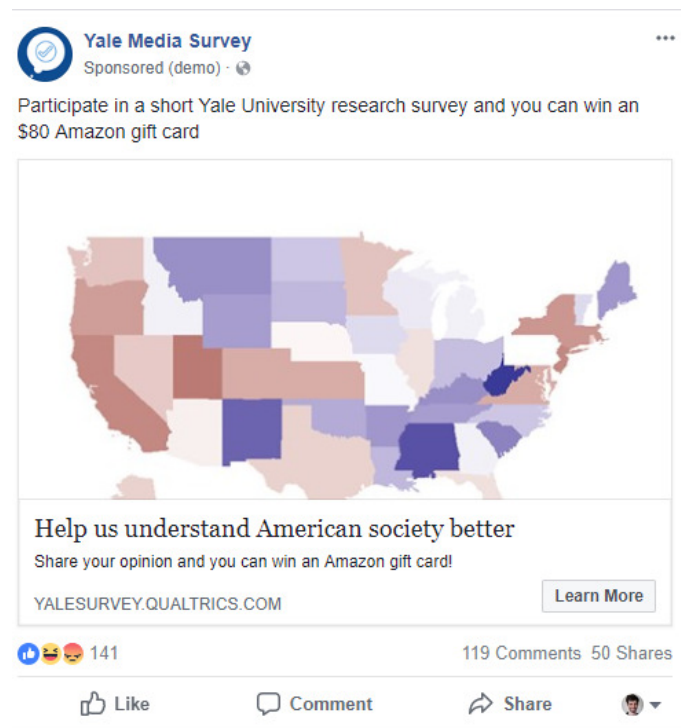 Yale Media Survey
Sponsored (demo) ·
Participate in a short Yale University research survey and you can win an
$80 Amazon gift card
Help us understand American society better
Share your opinion and you can win an Amazon gift card!
YALESURVEY.QUALTRICS.COM
Learn More
141
119 Comments 50 Shares
Like Comment Share